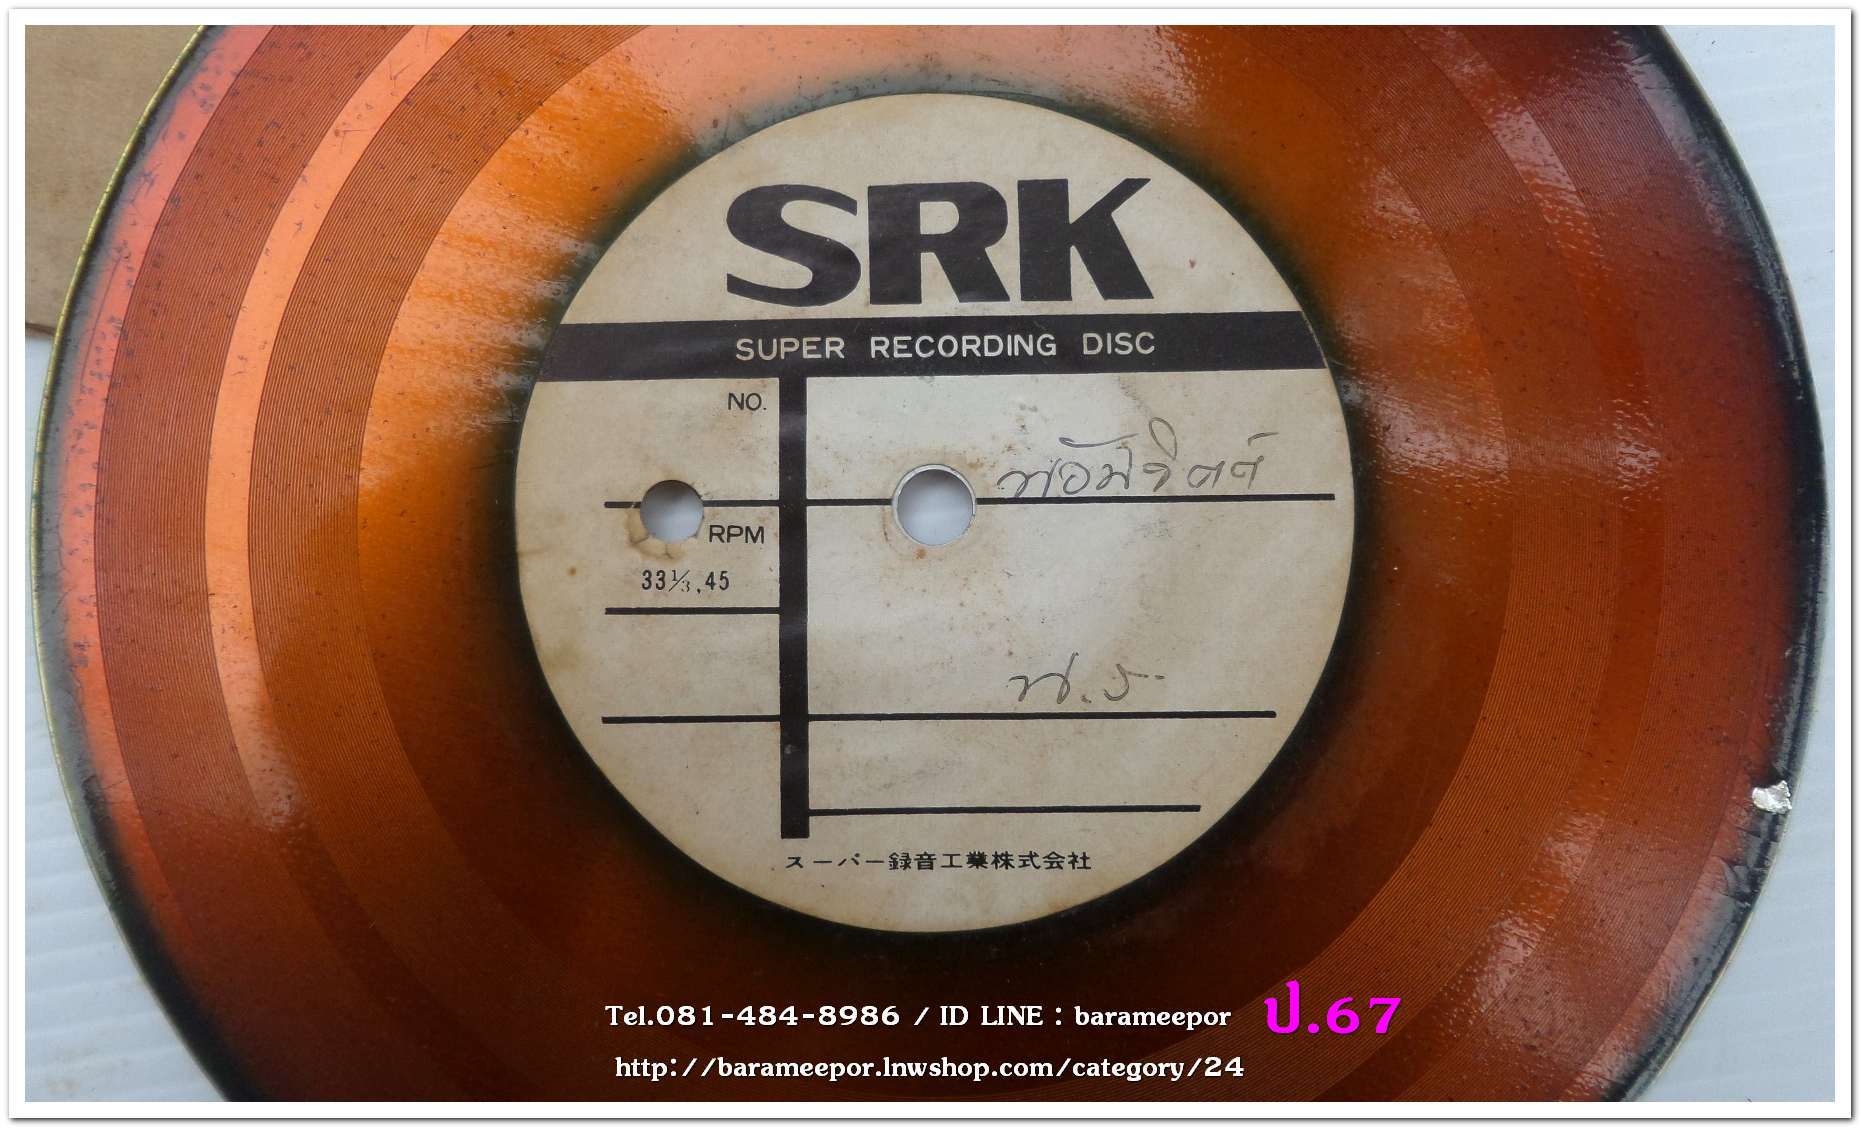 SRK
SUPER RECORDING DISC
NO.
RPM
33⅓,45
スーパー録音工業株式会社
Tel.081-484-8986 / ID LINE : barameepor ป.67
http://barameepor.lnwshop.com/category/24